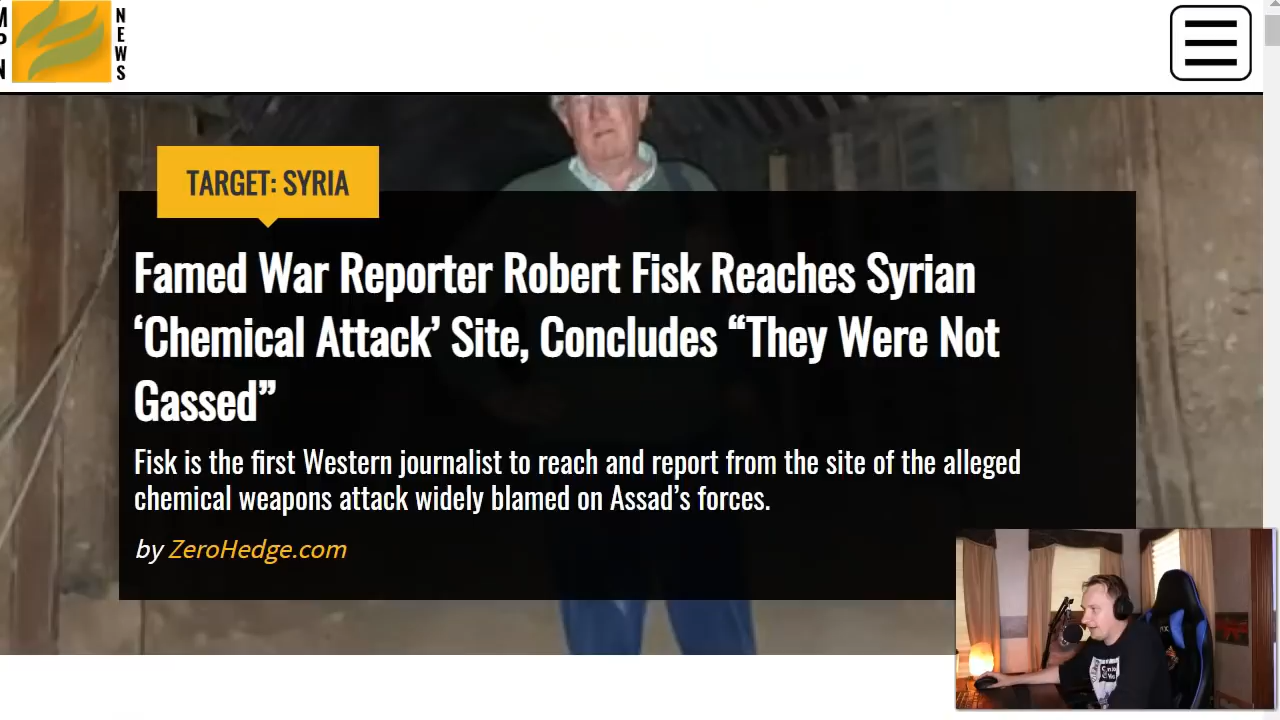 M
P
N
N
E
W
S
TARGET: SYRIA
Famed War Reporter Robert Fisk Reaches Syrian
‘Chemical Attack’ Site, Concludes “They Were Not
Gassed”
Fisk is the first Western journalist to reach and report from the site of the alleged
chemical weapons attack widely blamed on Assad’s forces.
by ZeroHedge.com